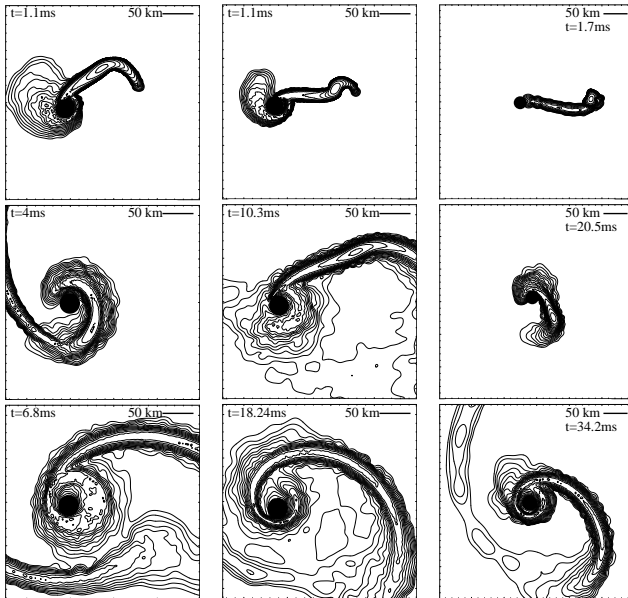 t=1.1ms 50 km
t=1.1ms 50 km
50 km
t=1.7ms
t=4ms 50 km
t=10.3ms 50 km
50 km
t=20.5ms
t=6.8ms 50 km
t=18.24ms 50 km
50 km
t=34.2ms